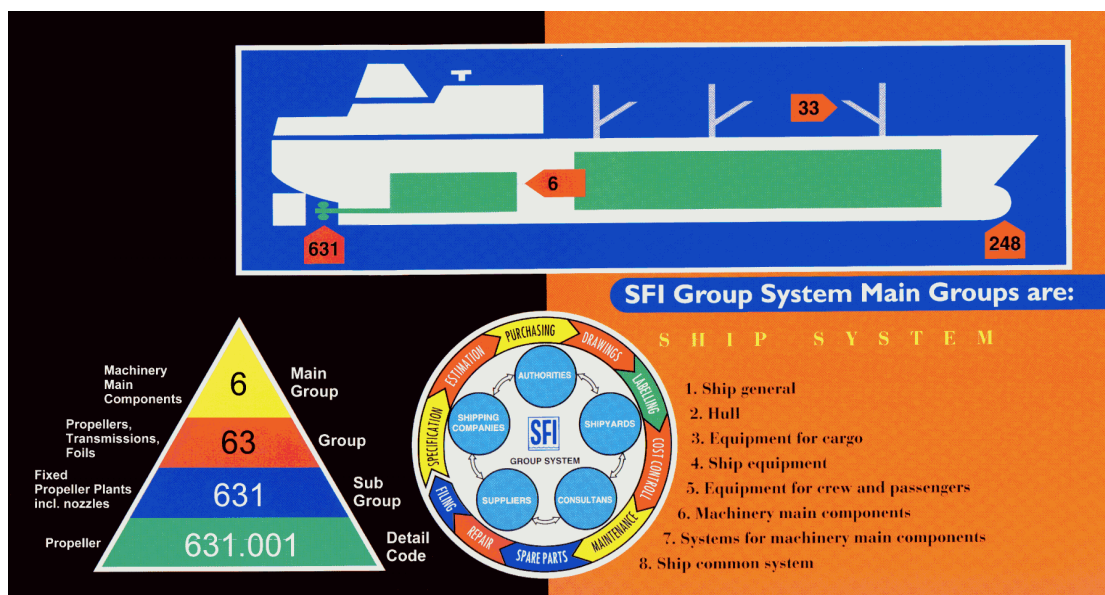 33
6
631
248
SFI Group System Main Groups are:
SHIP SYSTEM
1. Ship general
2. Hull
3. Equipment for cargo
4. Ship equipment
5. Equipment for crew and passengers
6. Machinery main components
7. Systems for machinery main components
8. Ship common system
Machinery
Main
Components
6
Main
Group
Propellers,
Transmissions,
Foils
63
Group
Fixed
Propeller Plants
incl. nozzles
631
Sub
Group
Propeller
631.001
Detail
Code
PURCHASING
DRAWINGS
LABELLING
COST CONTROLL
MAINTENANCE
SPARE PARTS
REPAIR
FILING
SPECIFICATION
ESTIMATION
AUTHORITIES
SHIPYARDS
CONSULTANS
SUPPLIERS
SHIPPING
COMPANIES
SFI
GROUP SYSTEM